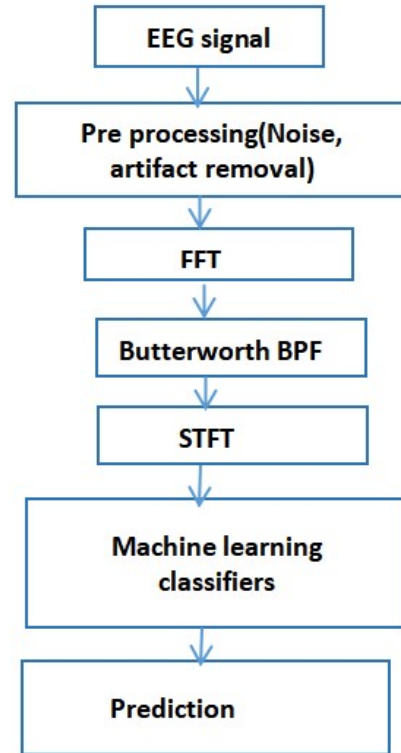 EEG signal
Pre processing(Noise,
artifact removal)
FFT
Butterworth BPF
STFT
Machine learning
classifiers
Prediction